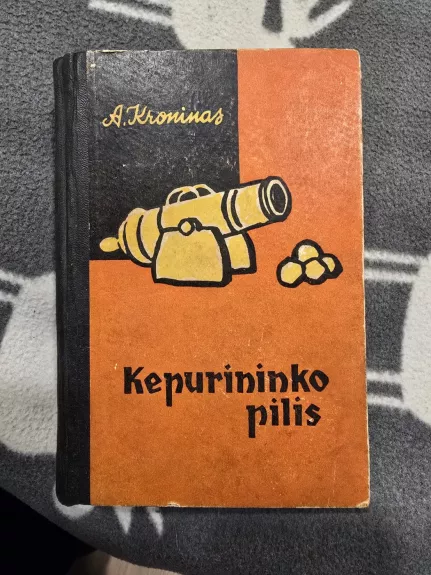 A. Kroninas
Kepurininko
pilis